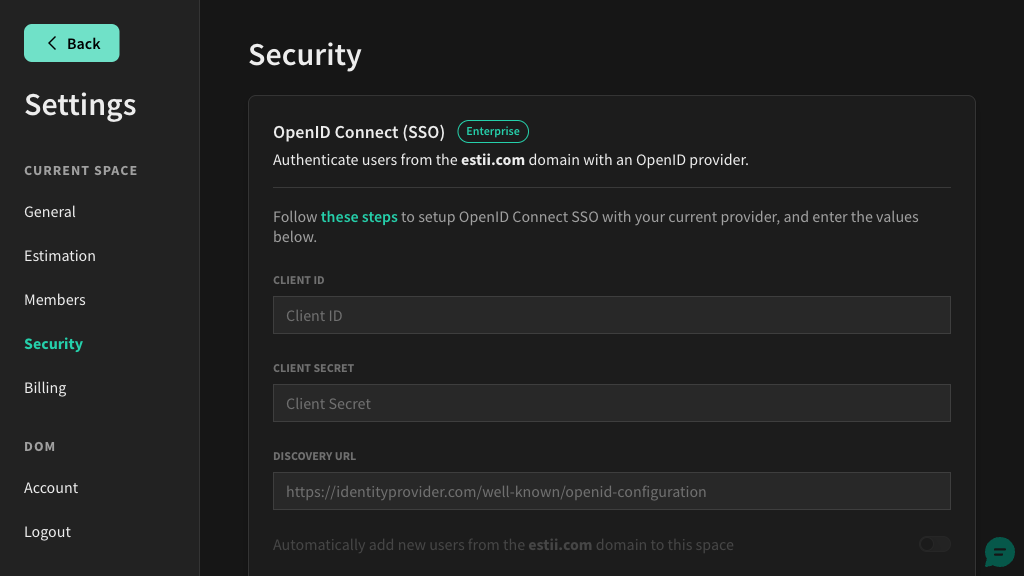 Back
Settings
CURRENT SPACE
General
Estimation
Members
Security
Billing
DOM
Account
Logout
Security
OpenID Connect (SSO) Enterprise
Authenticate users from the estii.com domain with an OpenID provider.
Follow these steps to setup OpenID Connect SSO with your current provider, and enter the values
below.
CLIENT ID
Client ID
CLIENT SECRET
Client Secret
DISCOVERY URL
https://identityprovider.com/well-known/openid-configuration
Automatically add new users from the estii.com domain to this space